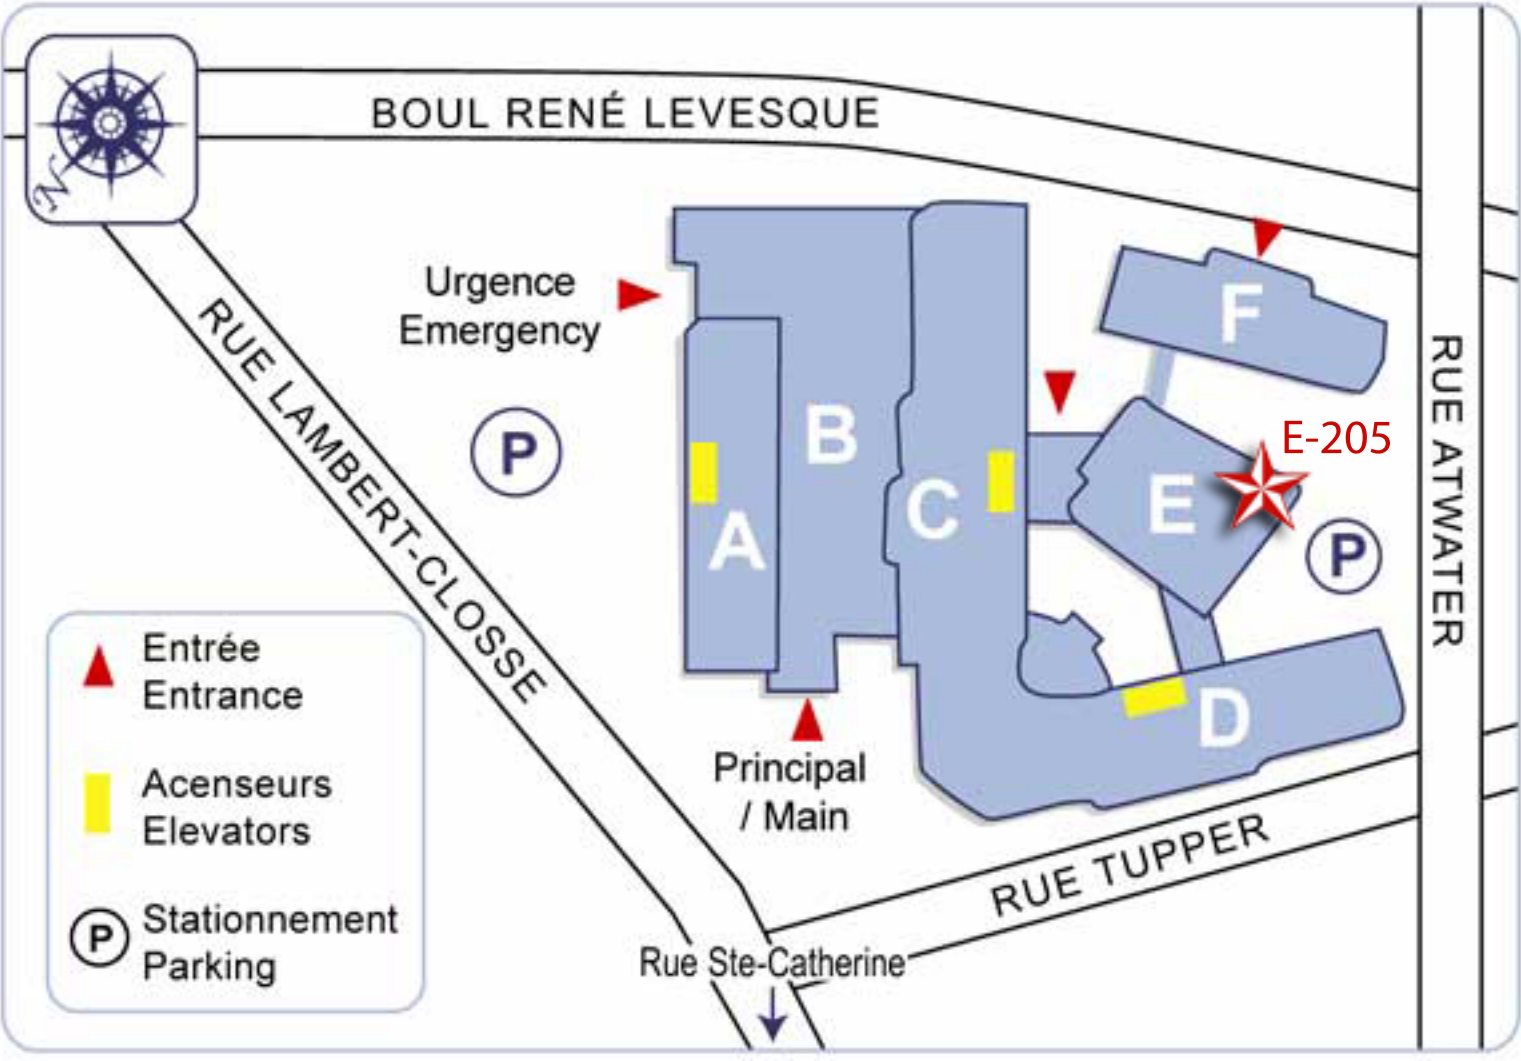 BOUL RENÉ LEVESQUE
N
Urgence
Emergency
RUE LAMBERT-CLOSSE
F
RUE ATWATER
E-205
P
B
C
E
A
P
D
Principal
/ Main
Entrée
Entrance
Acenseurs
Elevators
P
Stationnement
Parking
RUE TUPPER
Rue Ste-Catherine